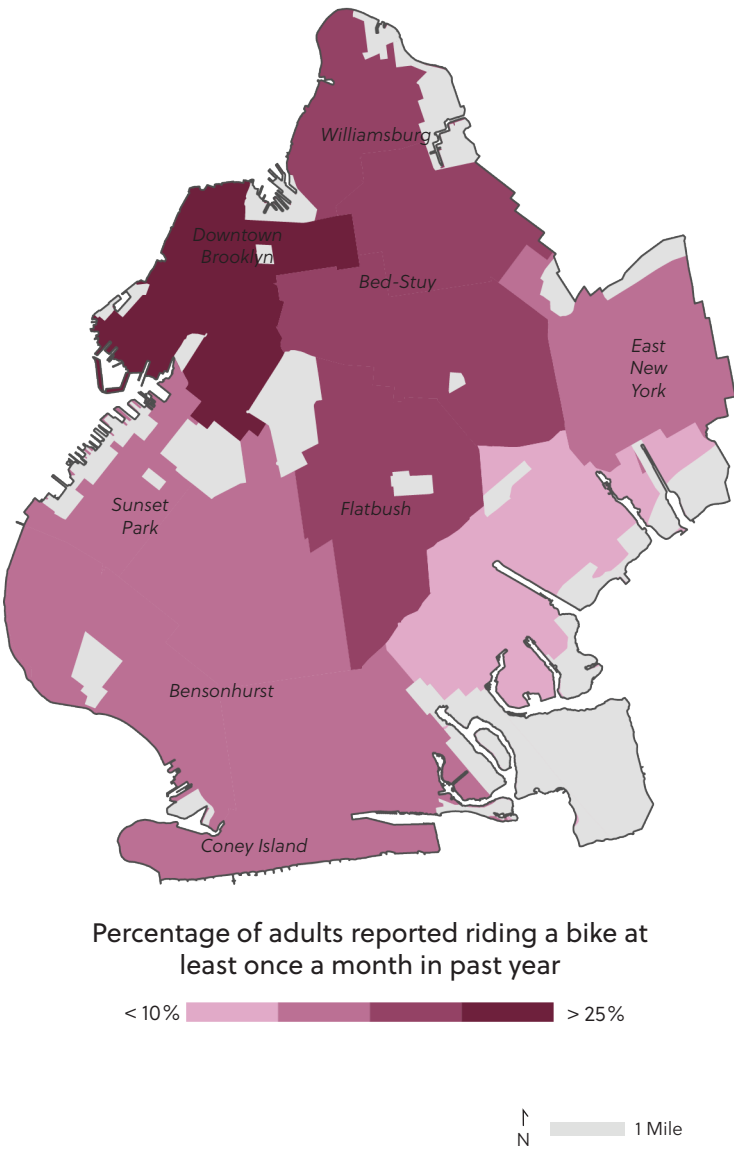 Williamsburg
Downtown
Brooklyn
Bed-Stuy
East
New
York
Sunset
Park
Flatbush
Bensonhurst
Coney Island
Percentage of adults reported riding a bike at
least once a month in past year
< 10%
> 25%
N
1 Mile